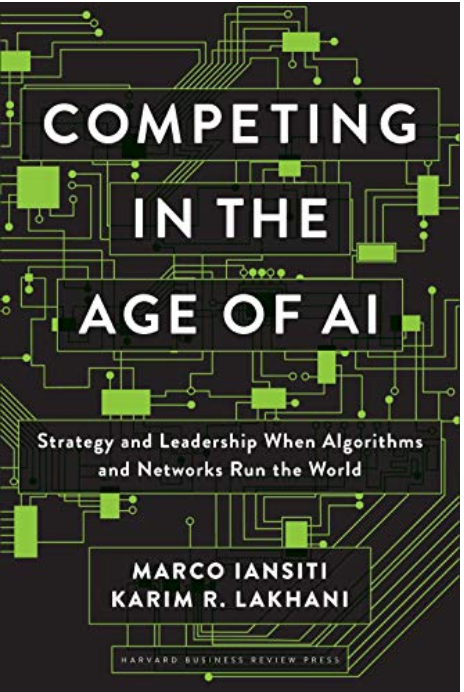 COMPETING
IN THE
AGE OF AI
Strategy and Leadership When Algorithms
and Networks Run the World
MARCO IANSITI
KARIM R. LAKHANI
HARVARD BUSINESS REVIEW PRESS